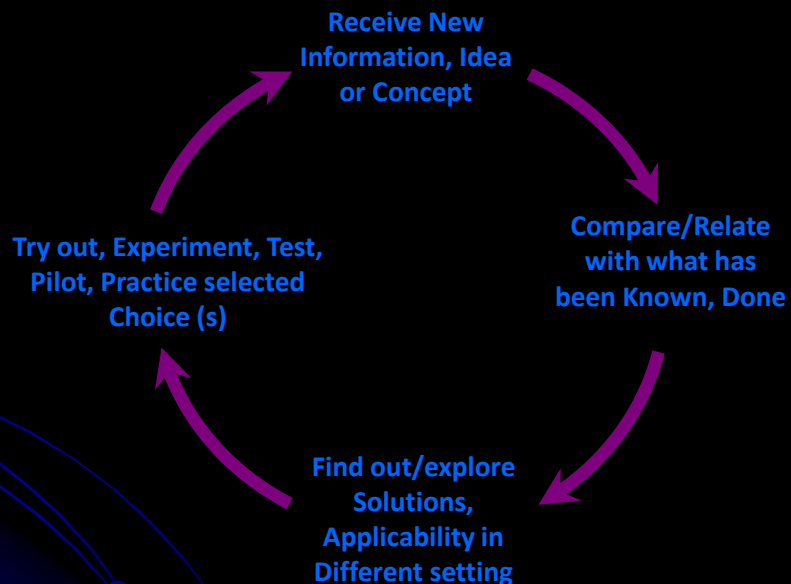 Receive New
Information, Idea
or Concept
Compare/Relate
with what has
been Known, Done
Find out/explore
Solutions,
Applicability in
Different setting
Try out, Experiment, Test,
Pilot, Practice selected
Choice (s)